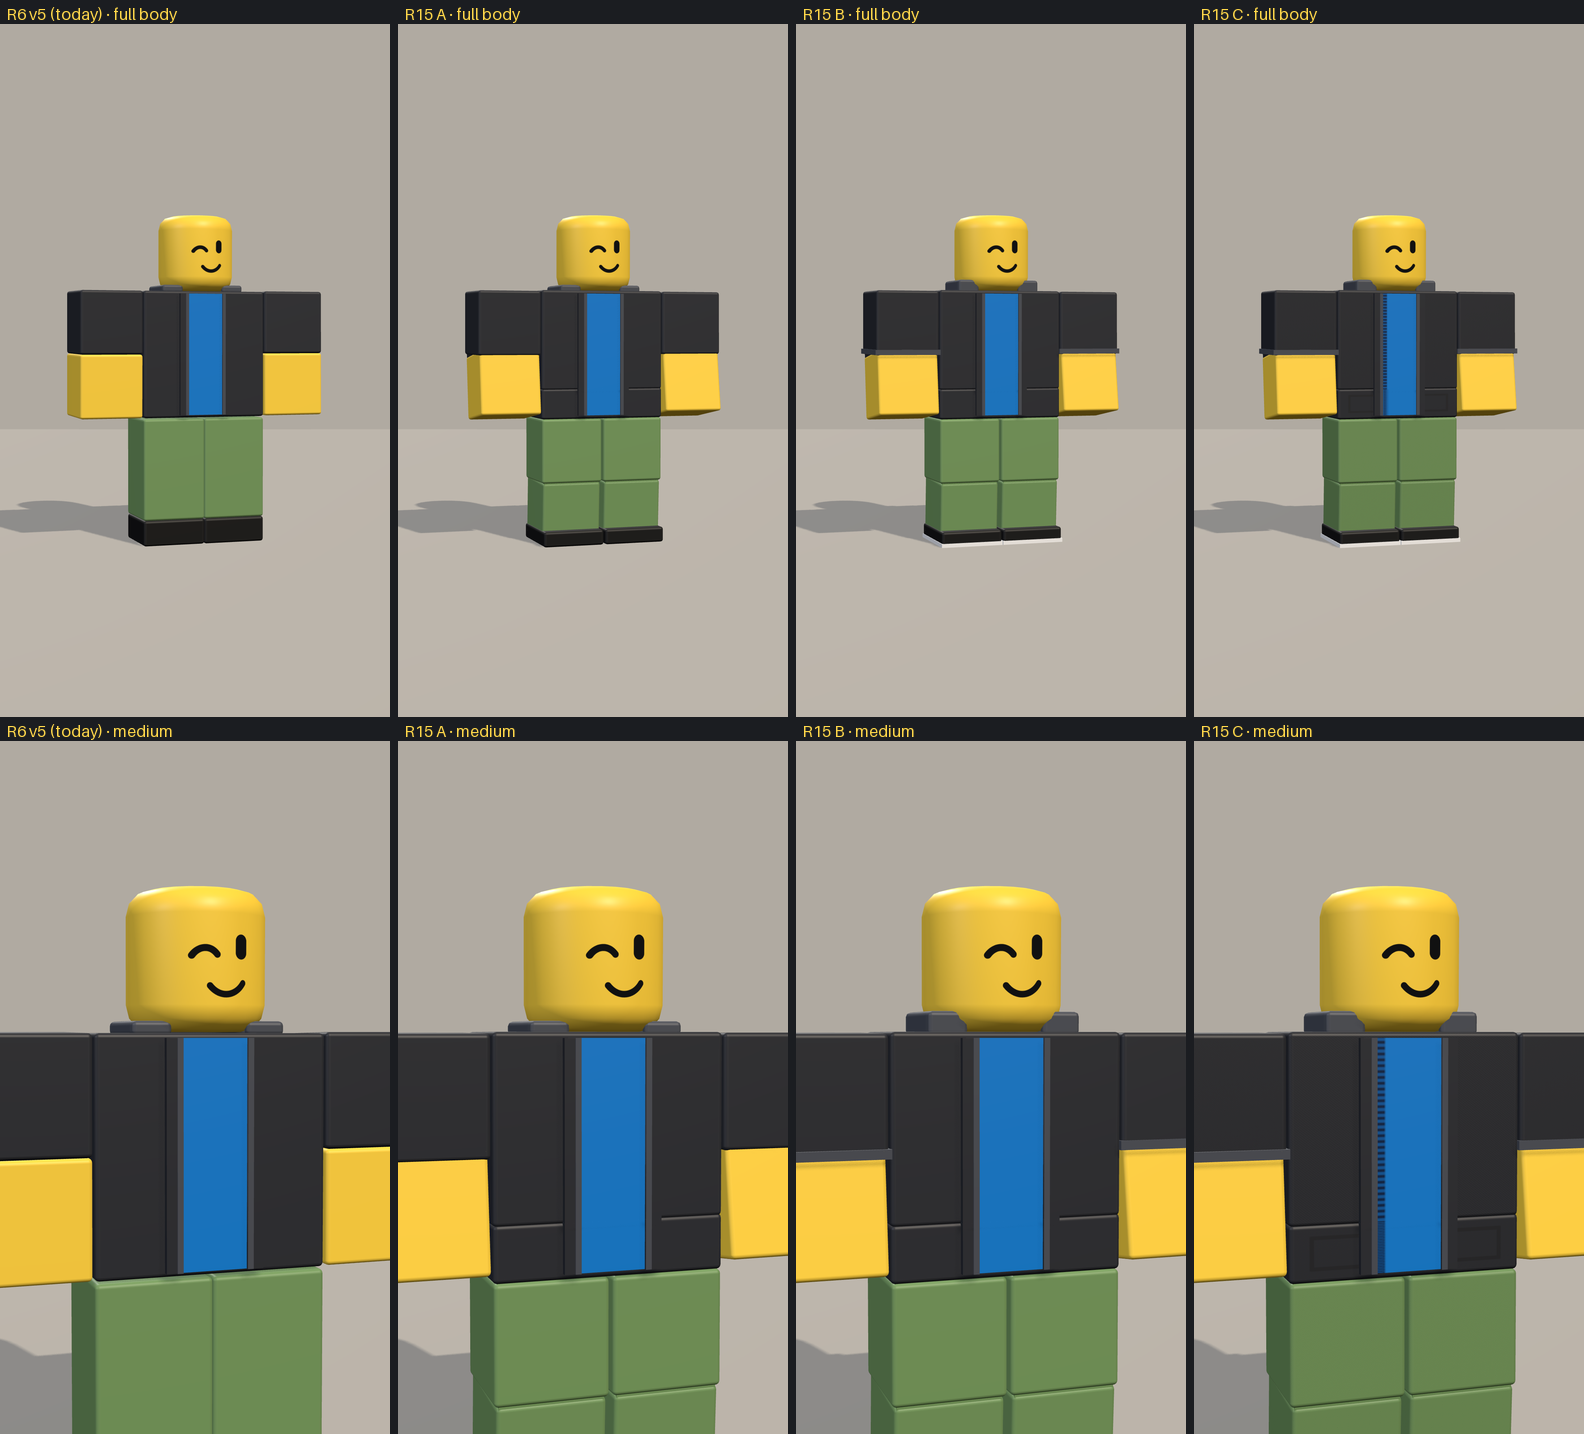 R6 v5 (today) · full body
R15 A · full body
R15 B · full body
R15 C · full body
R6 v5 (today) · medium
R15 A · medium
R15 B · medium
R15 C · medium